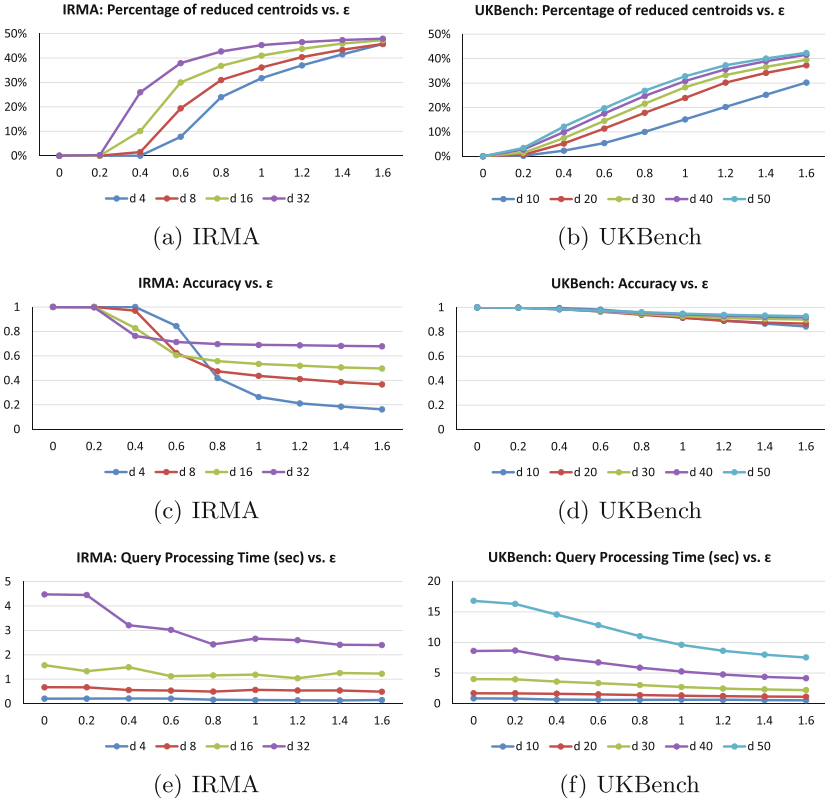 IRMA: Percentage of reduced centroids vs. ε
50%
40%
30%
20%
10%
0%
0 0.2 0.4 0.6 0.8 1 1.2 1.4 1.6
d 4 d 8 d 16 d 32
(a) IRMA
UKBench: Percentage of reduced centroids vs. ε
50%
40%
30%
20%
10%
0%
0 0.2 0.4 0.6 0.8 1 1.2 1.4 1.6
d 10 d 20 d 30 d 40 d 50
(b) UKBench
IRMA: Accuracy vs. ε
1
0.8
0.6
0.4
0.2
0
0 0.2 0.4 0.6 0.8 1 1.2 1.4 1.6
d 4 d 8 d 16 d 32
(c) IRMA
UKBench: Accuracy vs. ε
1
0.8
0.6
0.4
0.2
0
0 0.2 0.4 0.6 0.8 1 1.2 1.4 1.6
d 10 d 20 d 30 d 40 d 50
(d) UKBench
IRMA: Query Processing Time (sec) vs. ε
5
4
3
2
1
0
0 0.2 0.4 0.6 0.8 1 1.2 1.4 1.6
d 4 d 8 d 16 d 32
(e) IRMA
UKBench: Query Processing Time (sec) vs. ε
20
15
10
5
0
0 0.2 0.4 0.6 0.8 1 1.2 1.4 1.6
d 10 d 20 d 30 d 40 d 50
(f) UKBench